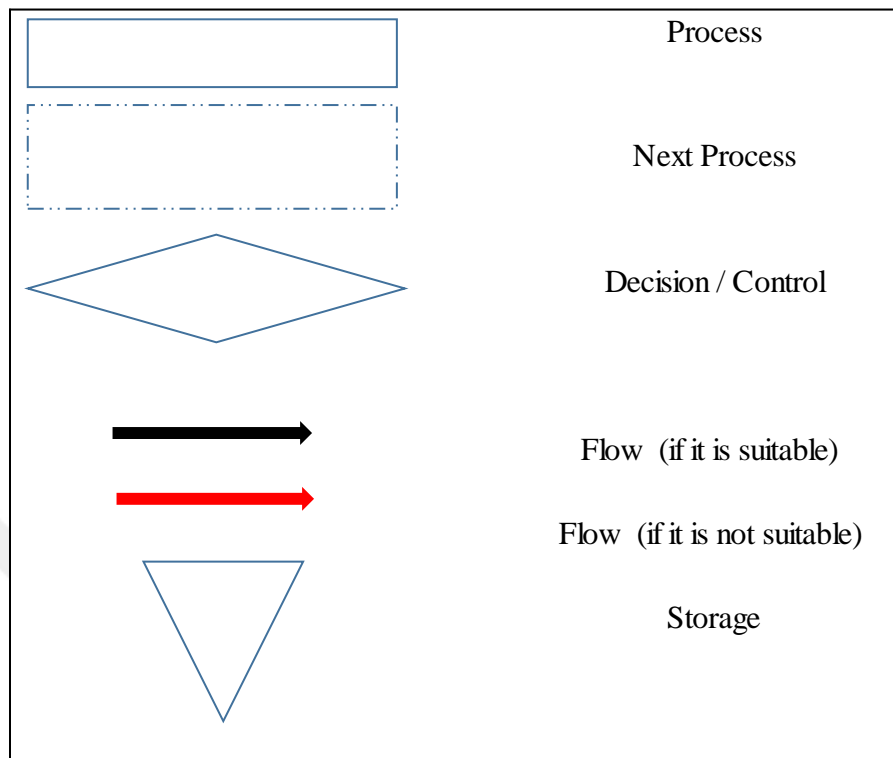 Process
Next Process
Decision / Control
Flow (if it is suitable)
Flow (if it is not suitable)
Storage